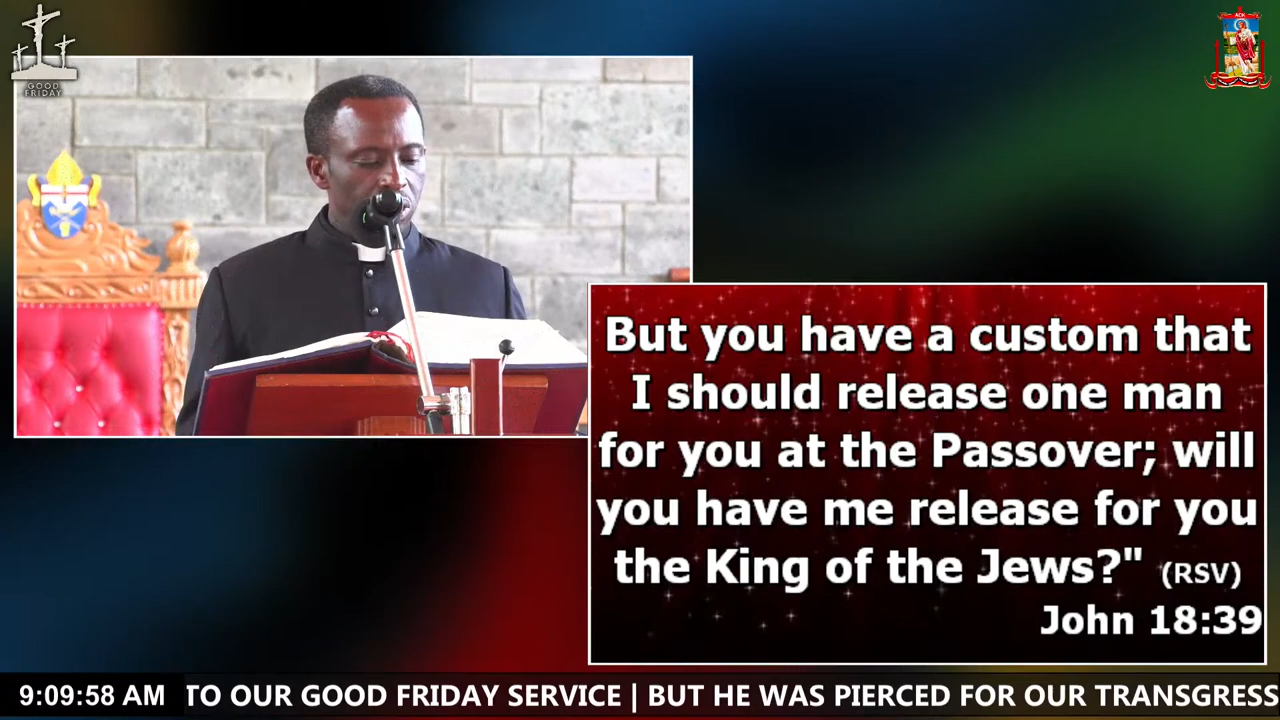 GOOD
FRIDAY
ACK
But you have a custom that
I should release one man
for you at the Passover; will
you have me release for you
the King of the Jews?" (RSV)
John 18:39
9:09:58 AM TO OUR GOOD FRIDAY SERVICE | BUT HE WAS PIERCED FOR OUR TRANSGRESS